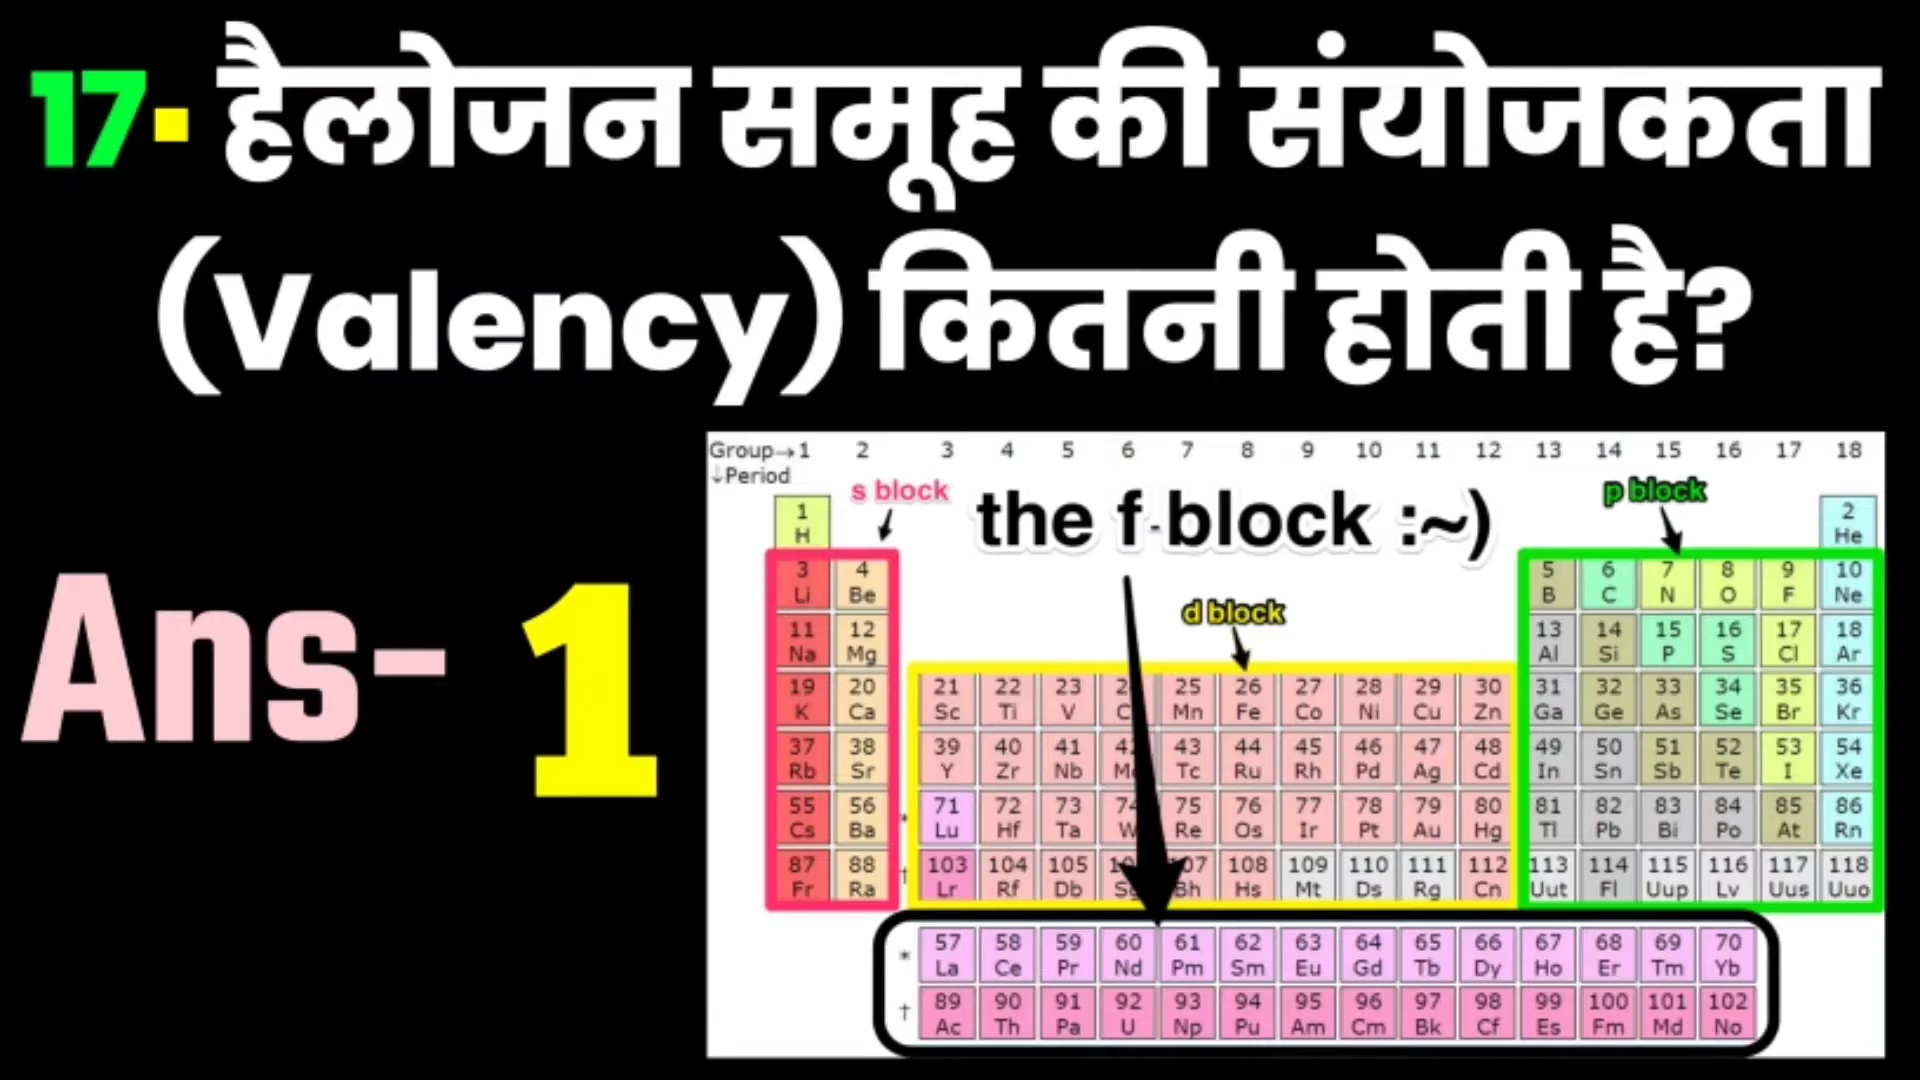 17• हैलोजन समूह की संयोजकता
(Valency) कितनी होती है?
Ans- 1
Group→ 1 2 3 4 5 6 7 8 9 10 11 12 13 14 15 16 17 18
↓Period
s block
the f-block :~)
p block
d block
1 2
H He
3 4 5 6 7 8 9 10
Li Be B C N O F Ne
11 12 13 14 15 16 17 18
Na Mg Al Si P S Cl Ar
19 20 21 22 23 25 26 27 28 29 30 31 32 33 34 35 36
K Ca Sc Ti V Mn Fe Co Ni Cu Zn Ga Ge As Se Br Kr
37 38 39 40 41 42 43 44 45 46 47 48 49 50 51 52 53 54
Rb Sr Y Zr Nb Tc Ru Rh Pd Ag Cd In Sn Sb Te I Xe
55 56 * 71 72 73 74 75 76 77 78 79 80 81 82 83 84 85 86
Cs Ba Lu Hf Ta W Re Os Ir Pt Au Hg Tl Pb Bi Po At Rn
87 88 † 103 104 105 108 109 110 111 112 113 114 115 116 117 118
Fr Ra Lr Rf Db Bh Hs Mt Ds Rg Cn Uut Fl Uup Lv Uus Uuo
* 57 58 59 60 61 62 63 64 65 66 67 68 69 70
La Ce Pr Nd Pm Sm Eu Gd Tb Dy Ho Er Tm Yb
† 89 90 91 92 93 94 95 96 97 98 99 100 101 102
Ac Th Pa U Np Pu Am Cm Bk Cf Es Fm Md No